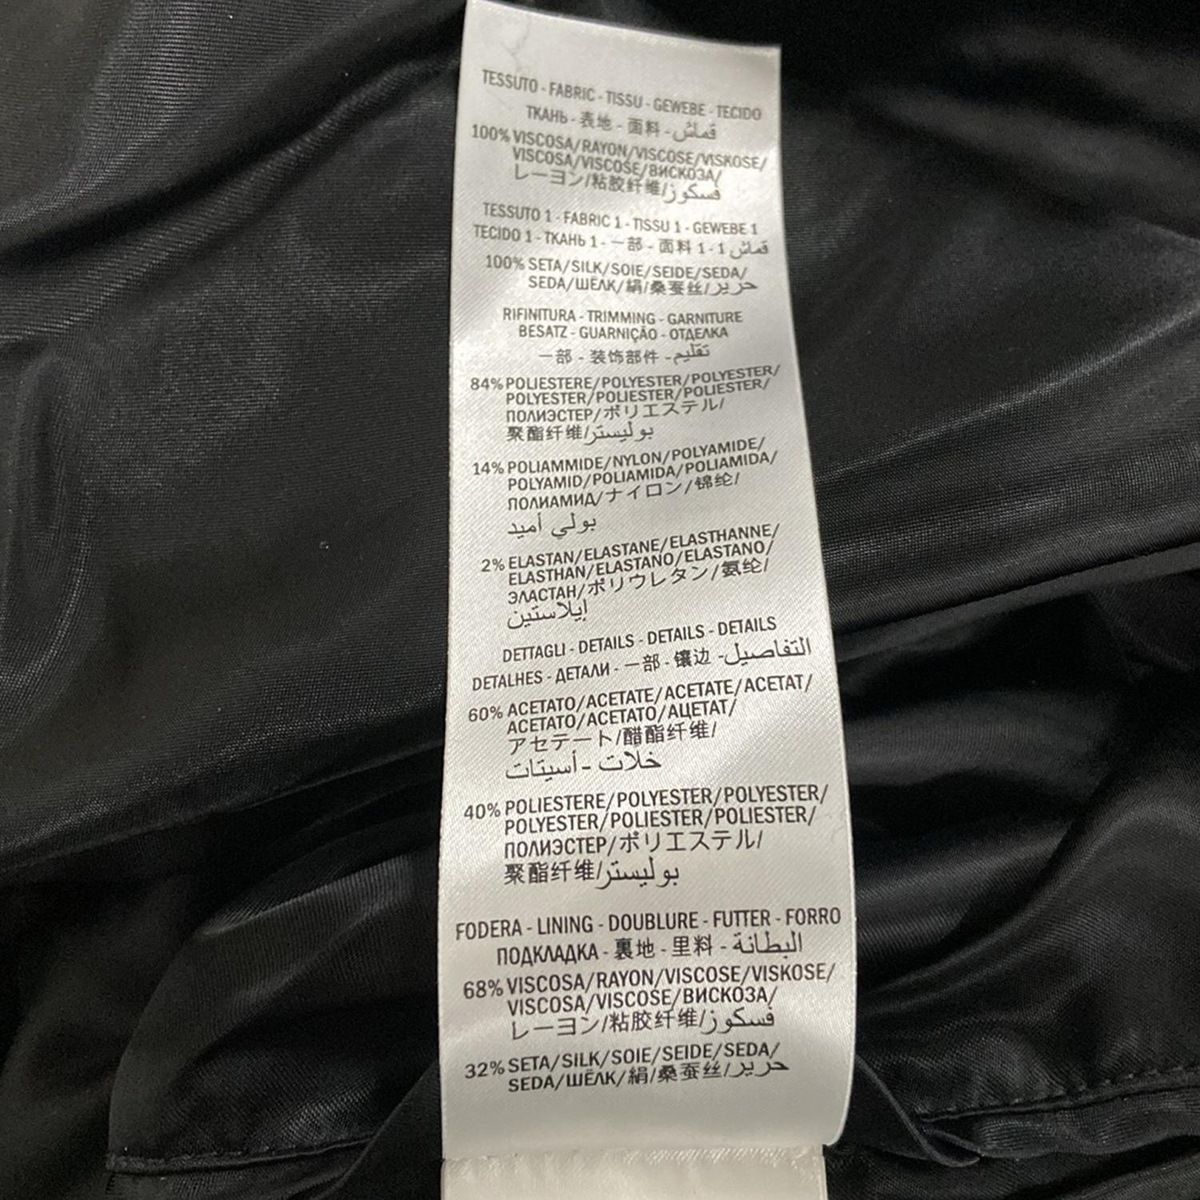 TESSUTO - FABRIC - TISSU - GEWEBE - TECIDO
ТКАНЬ - 表地 - 面料 - قماش
100% VISCOSA/RAYON/VISCOSE/VISKOSE/
VISCOSA/VISCOSE/ВИСКОЗА/
レーヨン/粘胶纤维/فسكوز
TESSUTO 1 - FABRIC 1 - TISSU 1 - GEWEBE 1
TECIDO 1 - ТКАНЬ 1 - 一部 - 面料 1 - قماش 1
100% SETA/SILK/SOIE/SEIDE/SEDA/
SEDA/ШЁЛК/絹/桑蚕丝/حرير
RIFINITURA - TRIMMING - GARNITURE
BESATZ - GUARNIÇÃO - ОТДЕЛКА
一部 - 装饰部件 - تقليم
84% POLIESTERE/POLYESTER/POLYESTER/
POLYESTER/POLIESTER/POLIESTER/
ПОЛИЭСТЕР/ポリエステル/
聚酯纤维/بوليستر
14% POLIAMMIDE/NYLON/POLYAMIDE/
POLYAMID/POLIAMIDA/POLIAMIDA/
ПОЛИАМИД/ナイロン/锦纶/
بولي أميد
2% ELASTAN/ELASTANE/ELASTHANNE/
ELASTHAN/ELASTANO/ELASTANO/
ЭЛАСТАН/ポリウレタン/氨纶/
إيلاستين
DETTAGLI - DETAILS - DETAILS - DETAILS
DETALHES - ДЕТАЛИ - 一部 - 镶边 - التفاصيل
60% ACETATO/ACETATE/ACETATE/ACETAT/
ACETATO/ACETATO/АЦЕТАТ/
アセテート/醋酯纤维/
خلات - أسيتات
40% POLIESTERE/POLYESTER/POLYESTER/
POLYESTER/POLIESTER/POLIESTER/
ПОЛИЭСТЕР/ポリエステル/
聚酯纤维/بوليستر
FODERA - LINING - DOUBLURE - FUTTER - FORRO
ПОДКЛАДКА - 裏地 - 里料 - البطانة
68% VISCOSA/RAYON/VISCOSE/VISKOSE/
VISCOSA/VISCOSE/ВИСКОЗА/
レーヨン/粘胶纤维/فسكوز
32% SETA/SILK/SOIE/SEIDE/SEDA/
SEDA/ШЁЛК/絹/桑蚕丝/حرير